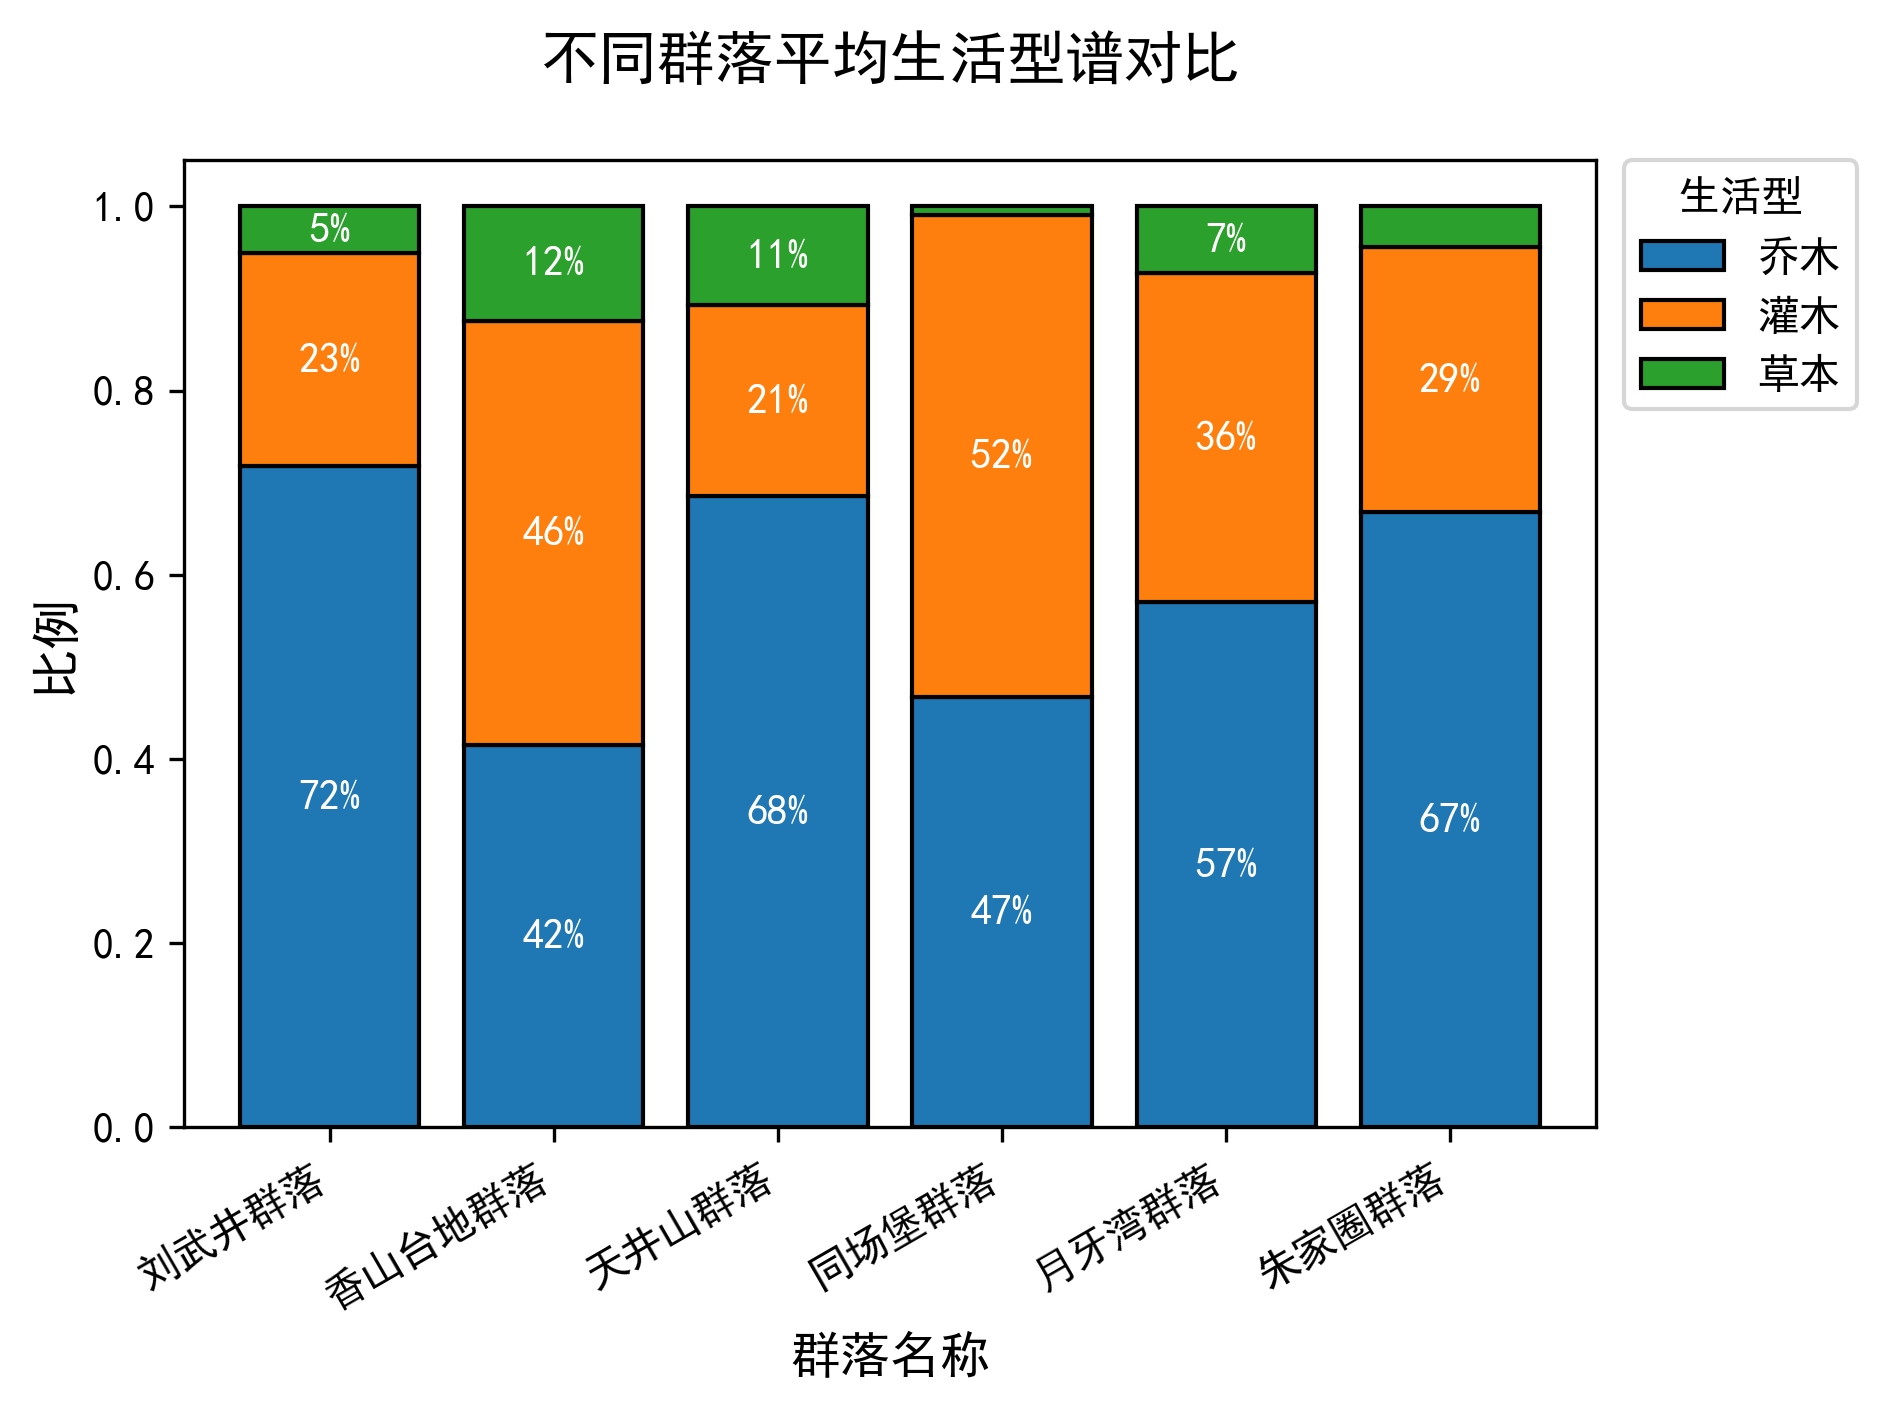 不同群落平均生活型谱对比
生活型
乔木
灌木
草本
比例
1.0
0.8
0.6
0.4
0.2
0.0
5%
23%
72%
12%
46%
42%
11%
21%
68%
52%
47%
7%
36%
57%
29%
67%
刘武井群落
香山台地群落
天井山群落
同场堡群落
月牙湾群落
朱家圈群落
群落名称